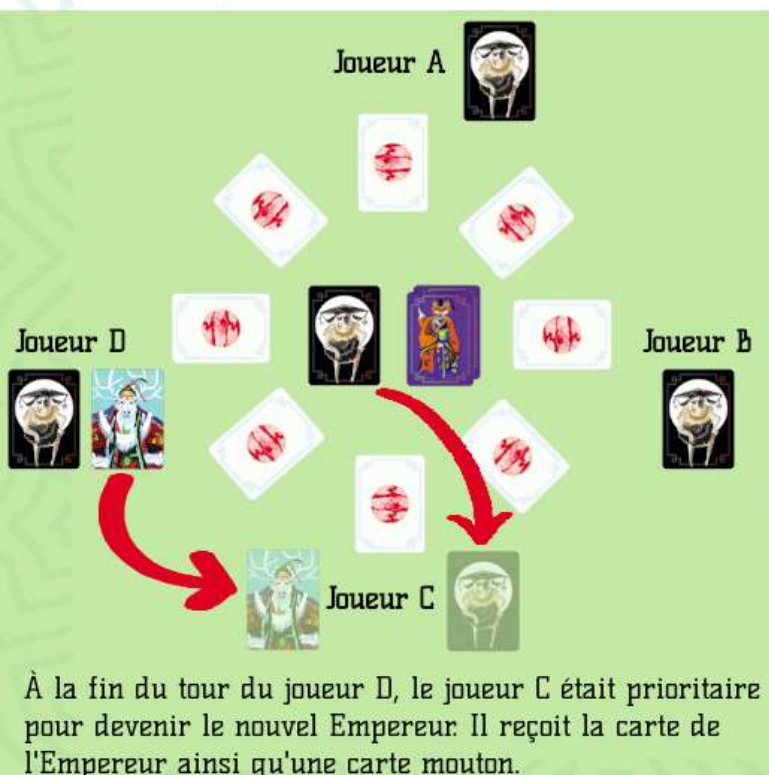 Joueur A
Joueur D
Joueur B
Joueur C
À la fin du tour du joueur D, le joueur C était prioritaire
pour devenir le nouvel Empereur. Il reçoit la carte de
l'Empereur ainsi qu'une carte mouton.